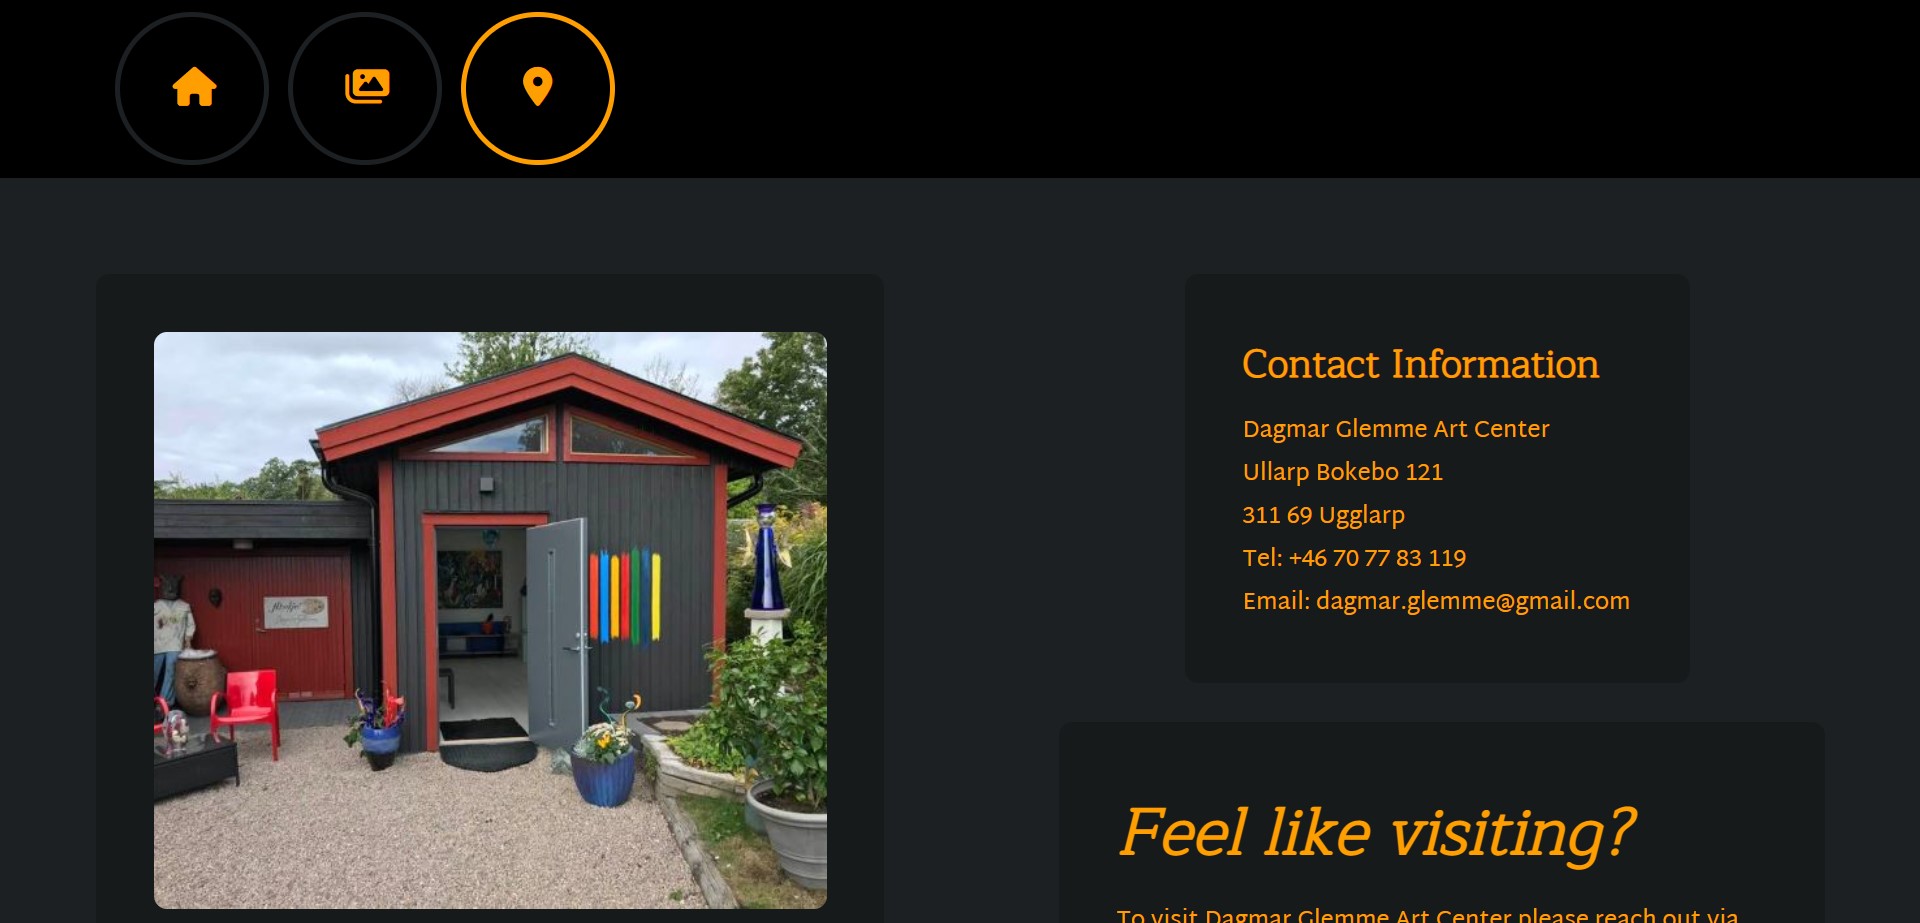 Contact Information
Dagmar Glemme Art Center
Ullarp Bokebo 121
311 69 Ugglarp
Tel: +46 70 77 83 119
Email: dagmar.glemme@gmail.com
Feel like visiting?
To visit Dagmar Glemme Art Center please reach out via